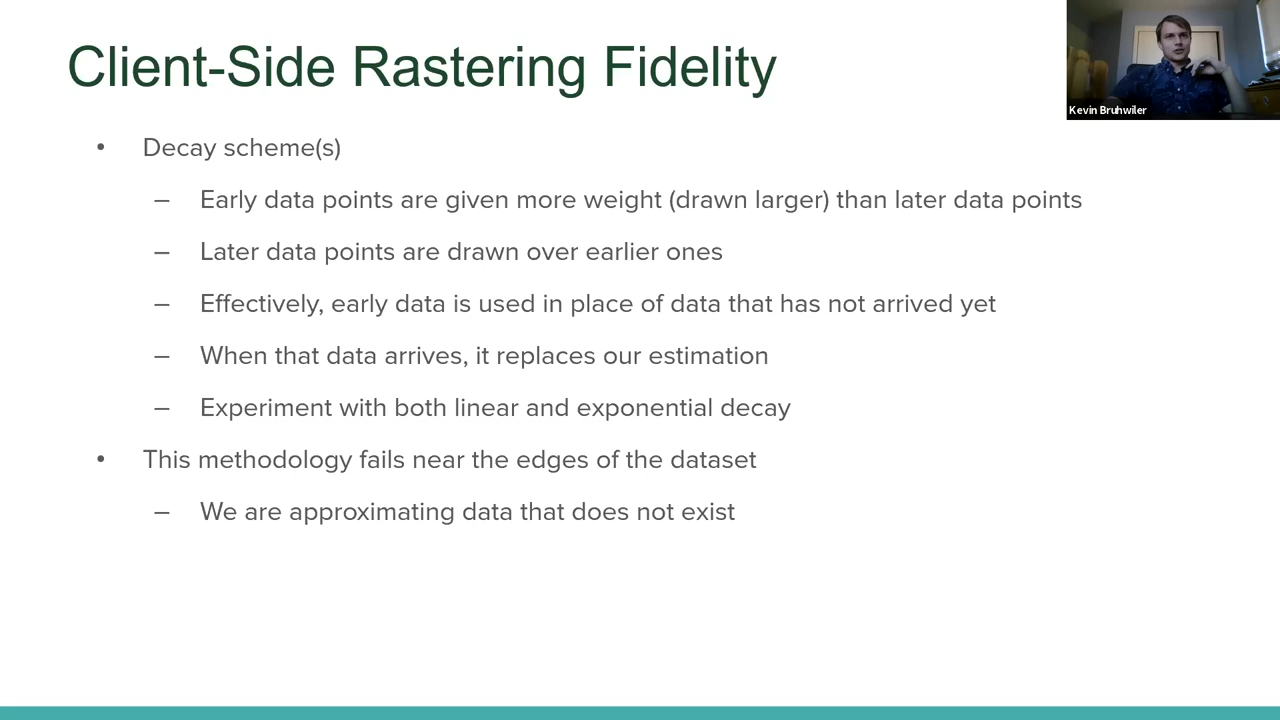 Client-Side Rastering Fidelity
Kevin Bruhwiler
• Decay scheme(s)
– Early data points are given more weight (drawn larger) than later data points
– Later data points are drawn over earlier ones
– Effectively, early data is used in place of data that has not arrived yet
– When that data arrives, it replaces our estimation
– Experiment with both linear and exponential decay
• This methodology fails near the edges of the dataset
– We are approximating data that does not exist